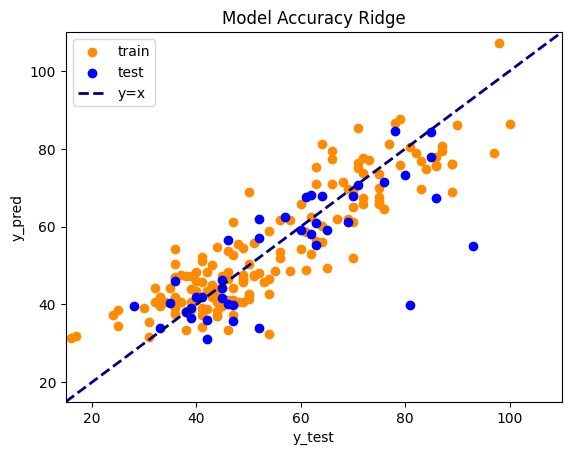 Model Accuracy Ridge
train
test
y=x
100
80
60
40
20
y_pred
20
40
60
80
100
y_test